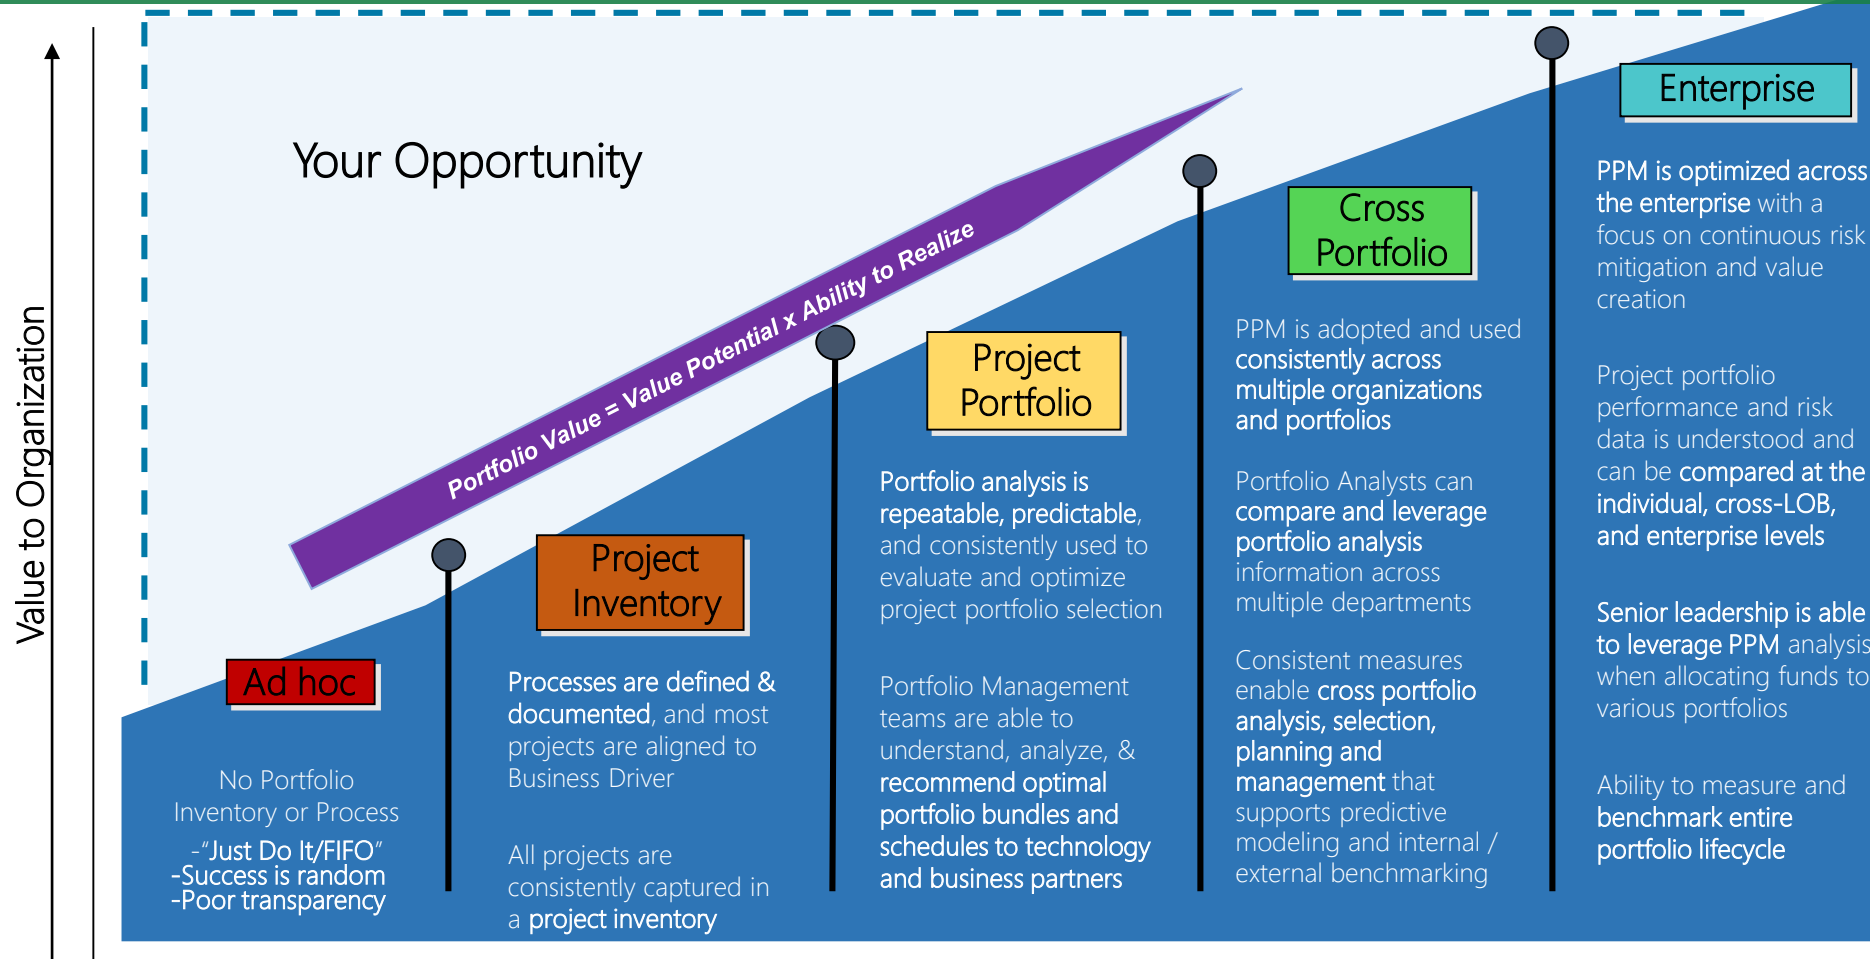 Value to Organization
Your Opportunity
Portfolio Value = Value Potential x Ability to Realize
Ad hoc
No Portfolio
Inventory or Process
-“Just Do It/FIFO”
-Success is random
-Poor transparency
Project
Inventory
Processes are defined &
documented, and most
projects are aligned to
Business Driver
All projects are
consistently captured in
a project inventory
Project
Portfolio
Portfolio analysis is
repeatable, predictable,
and consistently used to
evaluate and optimize
project portfolio selection
Portfolio Management
teams are able to
understand, analyze, &
recommend optimal
portfolio bundles and
schedules to technology
and business partners
Cross
Portfolio
PPM is adopted and used
consistently across
multiple organizations
and portfolios
Portfolio Analysts can
compare and leverage
portfolio analysis
information across
multiple departments
Consistent measures
enable cross portfolio
analysis, selection,
planning and
management that
supports predictive
modeling and internal /
external benchmarking
Enterprise
PPM is optimized across
the enterprise with a
focus on continuous risk
mitigation and value
creation
Project portfolio
performance and risk
data is understood and
can be compared at the
individual, cross-LOB,
and enterprise levels
Senior leadership is able
to leverage PPM analysis
when allocating funds to
various portfolios
Ability to measure and
benchmark entire
portfolio lifecycle